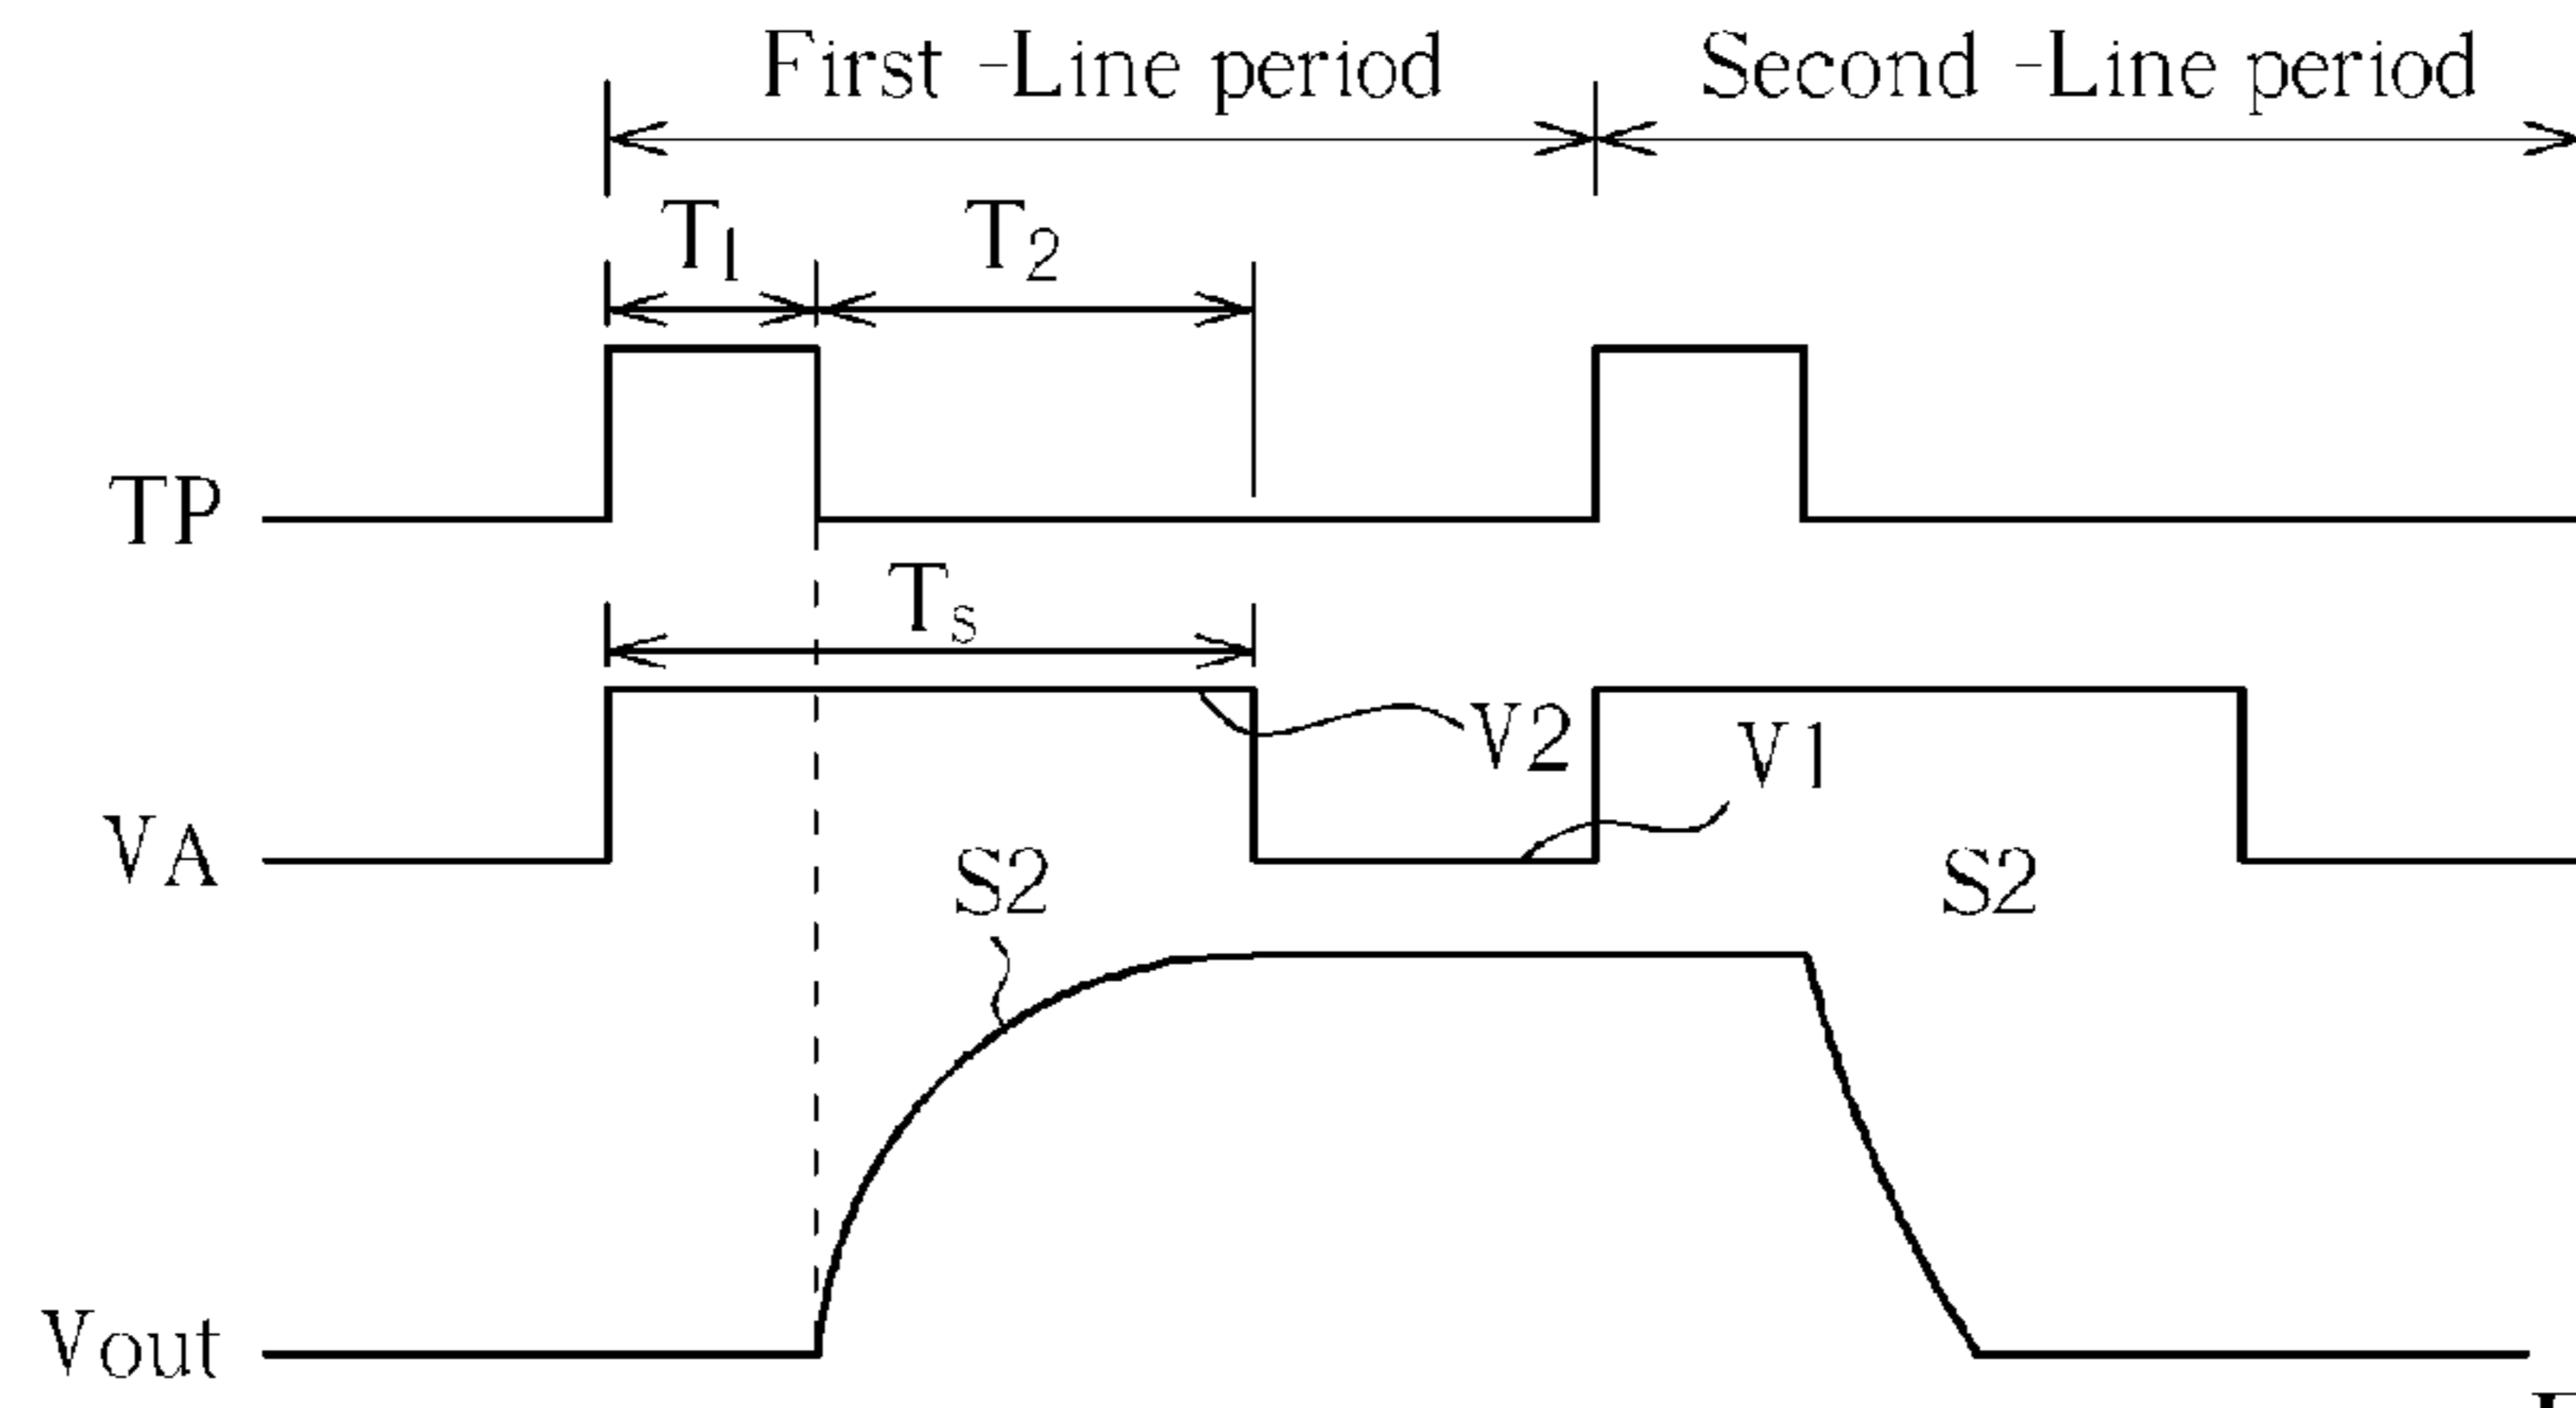 First -Line period
Second -Line period
T1
T2
TP
Ts
V2
V1
VA
S2
S2
Vout